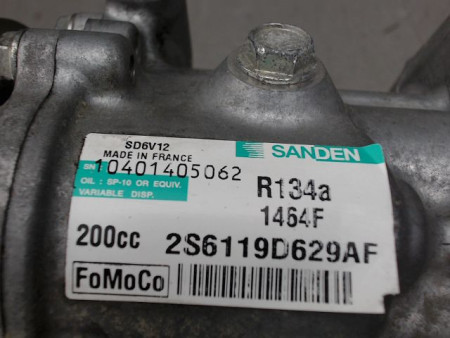 SD6V12
MADE IN FRANCE
SANDEN
SN 10401405062
OIL : SP-10 OR EQUIV.
VARIABLE DISP.
R134a
1464F
200cc 2S6119D629AF
FoMoCo